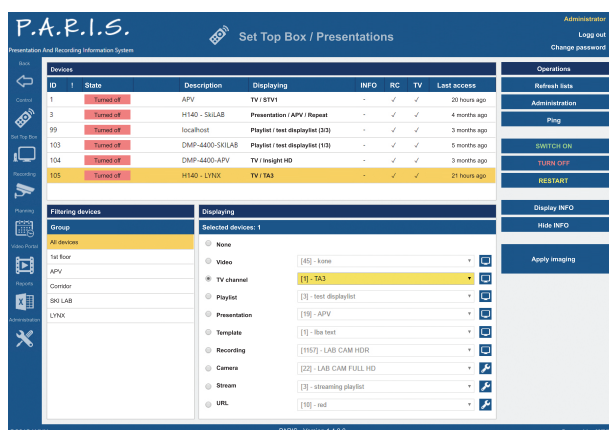 P.A.R.I.S.
Presentation And Recording Information System
Set Top Box / Presentations
Administrator
Logg out
Change password
Back
Control
Set Top Box
Recording
Planning
Video Portal
Reports
Administration
Devices
ID ! State Description Displaying INFO RC TV Last access
1 Turned off APV TV / STV1 - √ √ 20 hours ago
3 Turned off H140 - SkiLAB Presentation / APV / Repeat - √ √ 4 months ago
99 Turned off localhost Playlist / test displaylist (3/3) - √ √ 3 months ago
103 Turned off DMP-4400-SKILAB Playlist / test displaylist (1/3) - √ √ 5 months ago
104 Turned off DMP-4400-APV TV / Insight HD - √ √ 3 months ago
105 Turned off H140 - LYNX TV / TA3 - √ √ 21 hours ago
Filtering devices
Group
All devices
1st floor
APV
Corridor
SKI LAB
LYNX
Displaying
Selected devices: 1
None
Video [45] - kone
TV channel [1] - TA3
Playlist [3] - test displaylist
Presentation [19] - APV
Template [1] - iba text
Recording [1157] - LAB CAM HDR
Camera [22] - LAB CAM FULL HD
Stream [3] - streaming playlist
URL [10] - red
Operations
Refresh lists
Administration
Ping
SWITCH ON
TURN OFF
RESTART
Display INFO
Hide INFO
Apply imaging